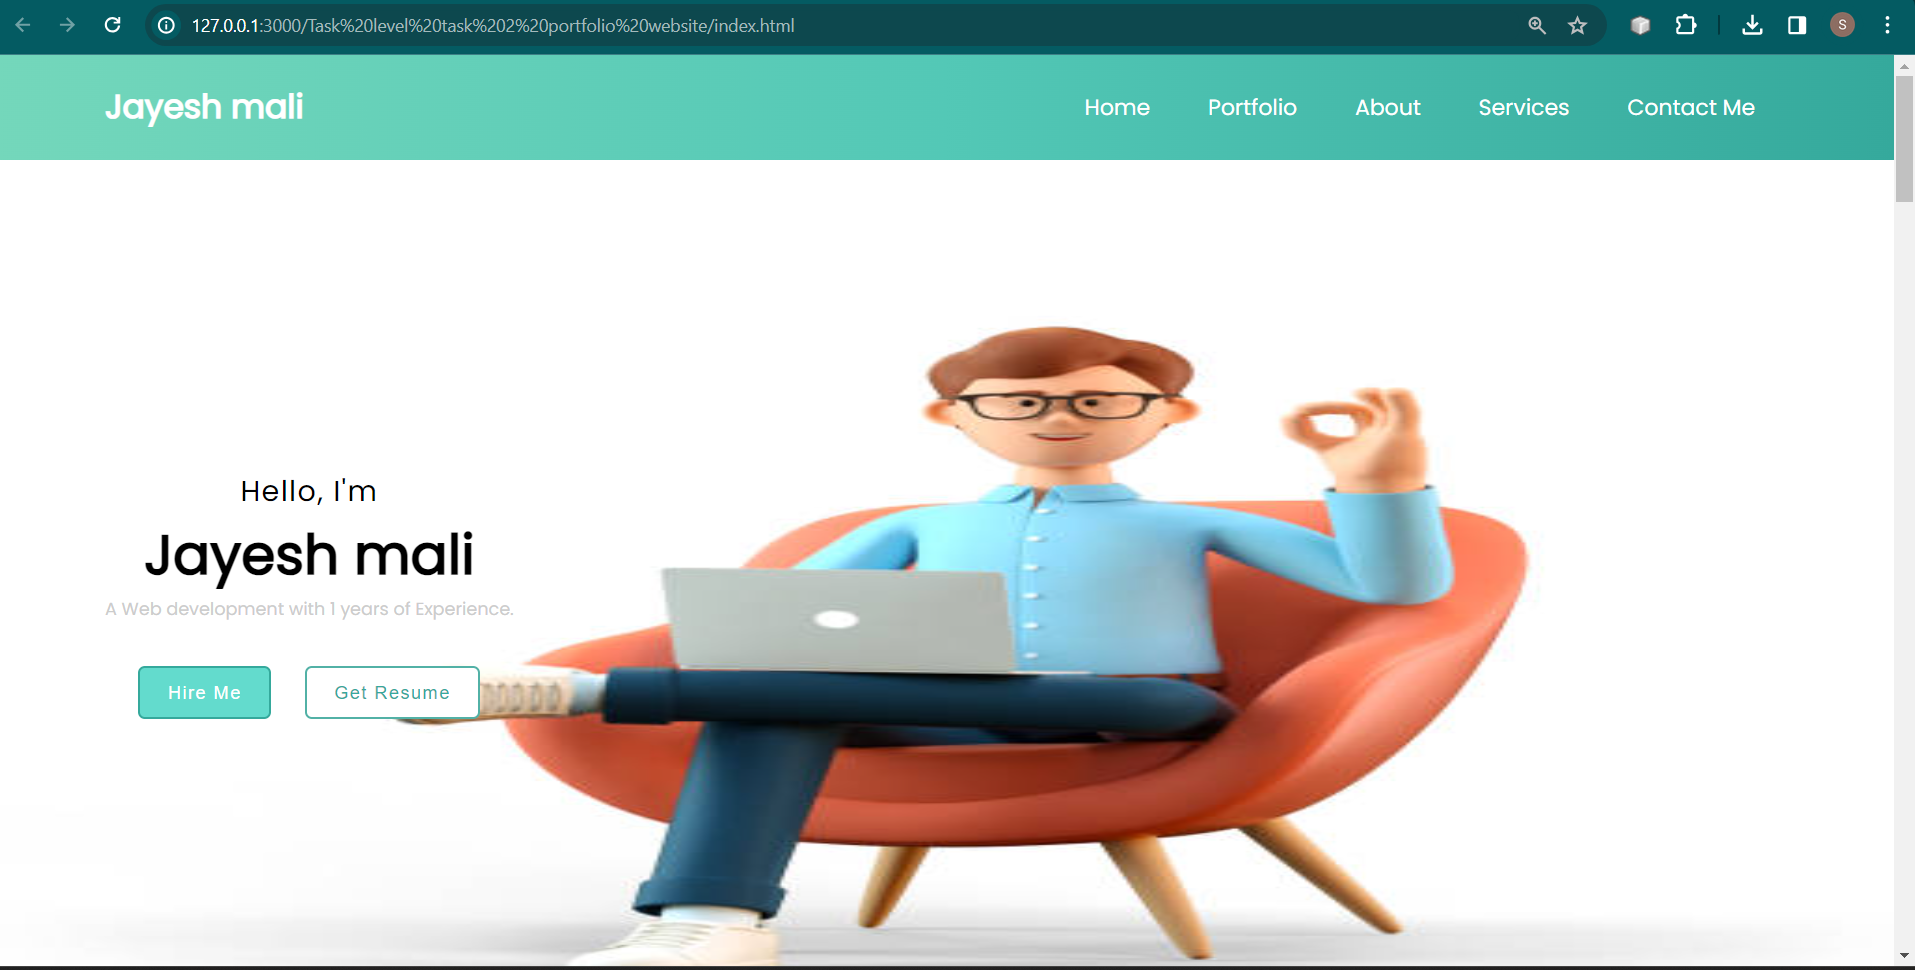 127.0.0.1:3000/Task%20level%20task%202%20portfolio%20website/index.html
S
Jayesh mali
Home Portfolio About Services Contact Me
Hello, I'm
Jayesh mali
A Web development with 1 years of Experience.
Hire Me Get Resume